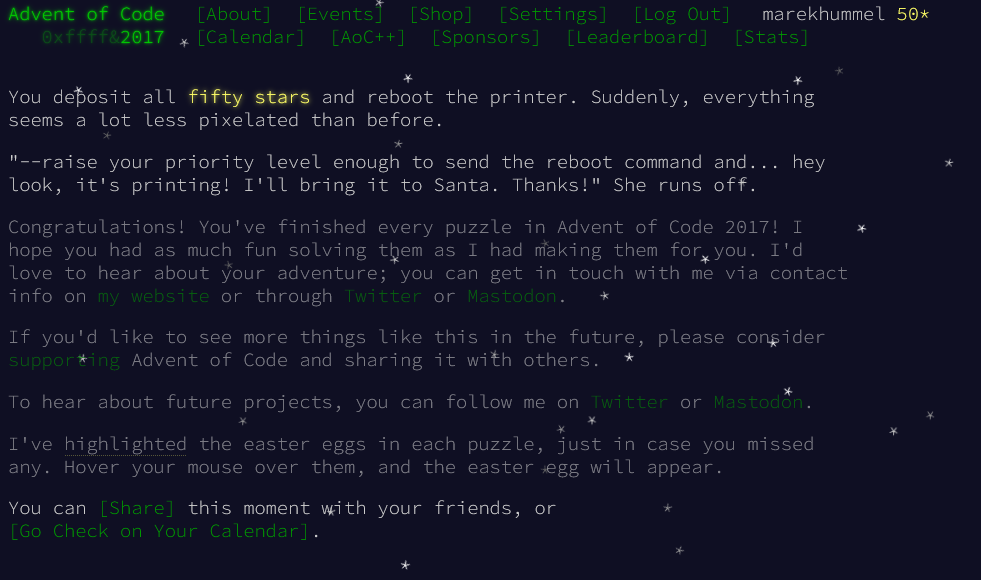 Advent of Code [About] [Events] [Shop] [Settings] [Log Out] marekhummel 50*
0xffff&2017 [Calendar] [AoC++] [Sponsors] [Leaderboard] [Stats]
You deposit all fifty stars and reboot the printer. Suddenly, everything
seems a lot less pixelated than before.
"--raise your priority level enough to send the reboot command and... hey
look, it's printing! I'll bring it to Santa. Thanks!" She runs off.
Congratulations! You've finished every puzzle in Advent of Code 2017! I
hope you had as much fun solving them as I had making them for you. I'd
love to hear about your adventure; you can get in touch with me via contact
info on my website or through Twitter or Mastodon.
If you'd like to see more things like this in the future, please consider
supporting Advent of Code and sharing it with others.
To hear about future projects, you can follow me on Twitter or Mastodon.
I've highlighted the easter eggs in each puzzle, just in case you missed
any. Hover your mouse over them, and the easter egg will appear.
You can [Share] this moment with your friends, or
[Go Check on Your Calendar].